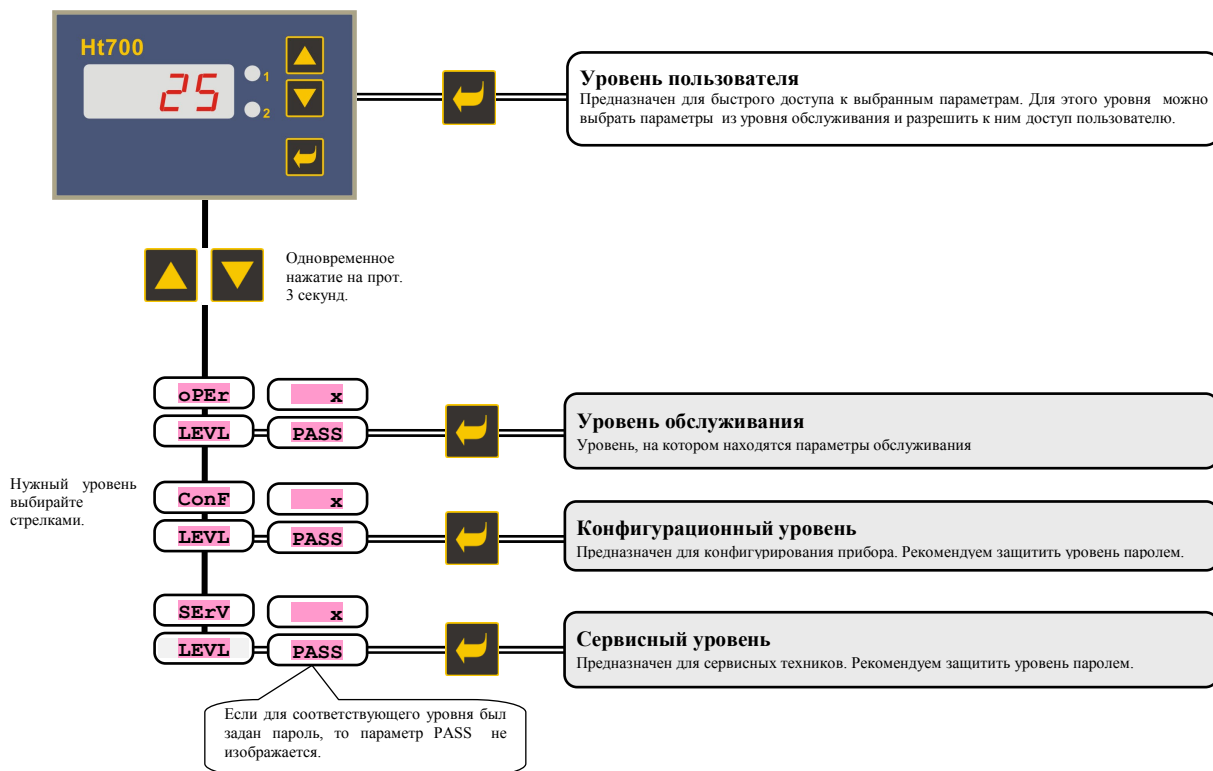 Ht700
25
1
2
Уровень пользователя
Предназначен для быстрого доступа к выбранным параметрам. Для этого уровня можно
выбрать параметры из уровня обслуживания и разрешить к ним доступ пользователю.
Одновременное
нажатие на прот.
3 секунд.
oPEr x
LEVL PASS
Уровень обслуживания
Уровень, на котором находятся параметры обслуживания
Нужный уровень
выбирайте
стрелками.
ConF x
LEVL PASS
Конфигурационный уровень
Предназначен для конфигурирования прибора. Рекомендуем защитить уровень паролем.
SErV x
LEVL PASS
Сервисный уровень
Предназначен для сервисных техников. Рекомендуем защитить уровень паролем.
Если для соответствующего уровня был
задан пароль, то параметр PASS не
изображается.